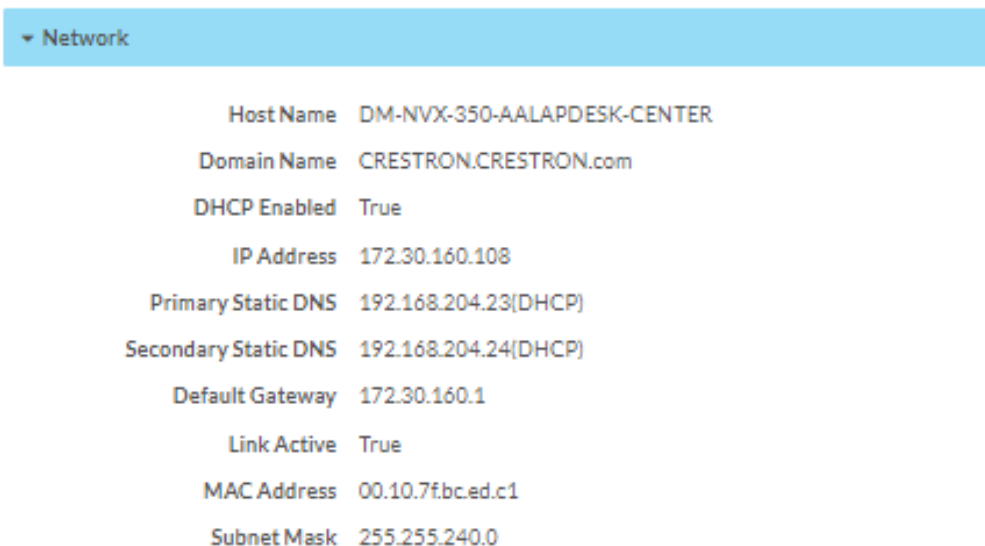 Network
Host Name DM-NVX-350-AALAPDESK-CENTER
Domain Name CRESTRON.CRESTRON.com
DHCP Enabled True
IP Address 172.30.160.108
Primary Static DNS 192.168.204.23(DHCP)
Secondary Static DNS 192.168.204.24(DHCP)
Default Gateway 172.30.160.1
Link Active True
MAC Address 00.10.7f.bc.ed.c1
Subnet Mask 255.255.240.0